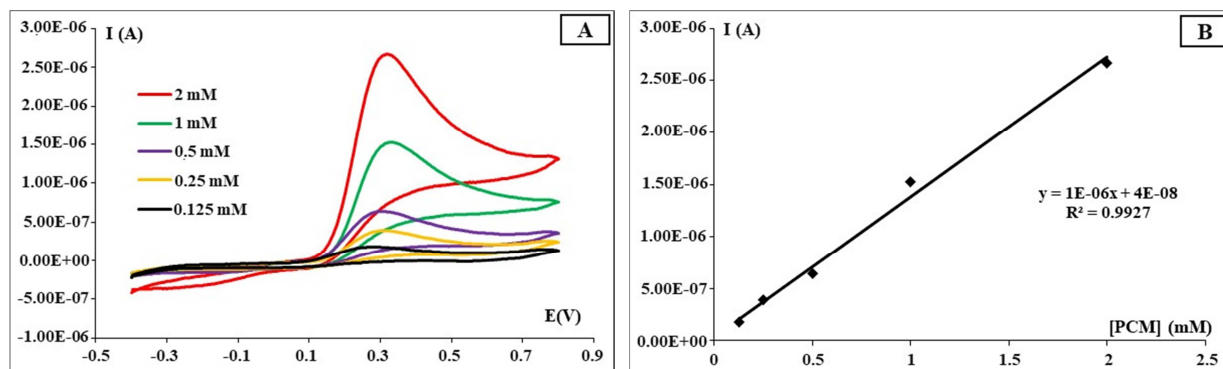 I (A)
A
3.00E-06
2.50E-06
2.00E-06
1.50E-06
1.00E-06
5.00E-07
0.00E+00
-5.00E-07
-1.00E-06
2 mM
1 mM
0.5 mM
0.25 mM
0.125 mM
E(V)
-0.5
-0.3
-0.1
0.1
0.3
0.5
0.7
0.9
I (A)
B
3.00E-06
2.50E-06
2.00E-06
1.50E-06
1.00E-06
5.00E-07
0.00E+00
y = 1E-06x + 4E-08
R² = 0.9927
[PCM] (mM)
0
0.5
1
1.5
2
2.5